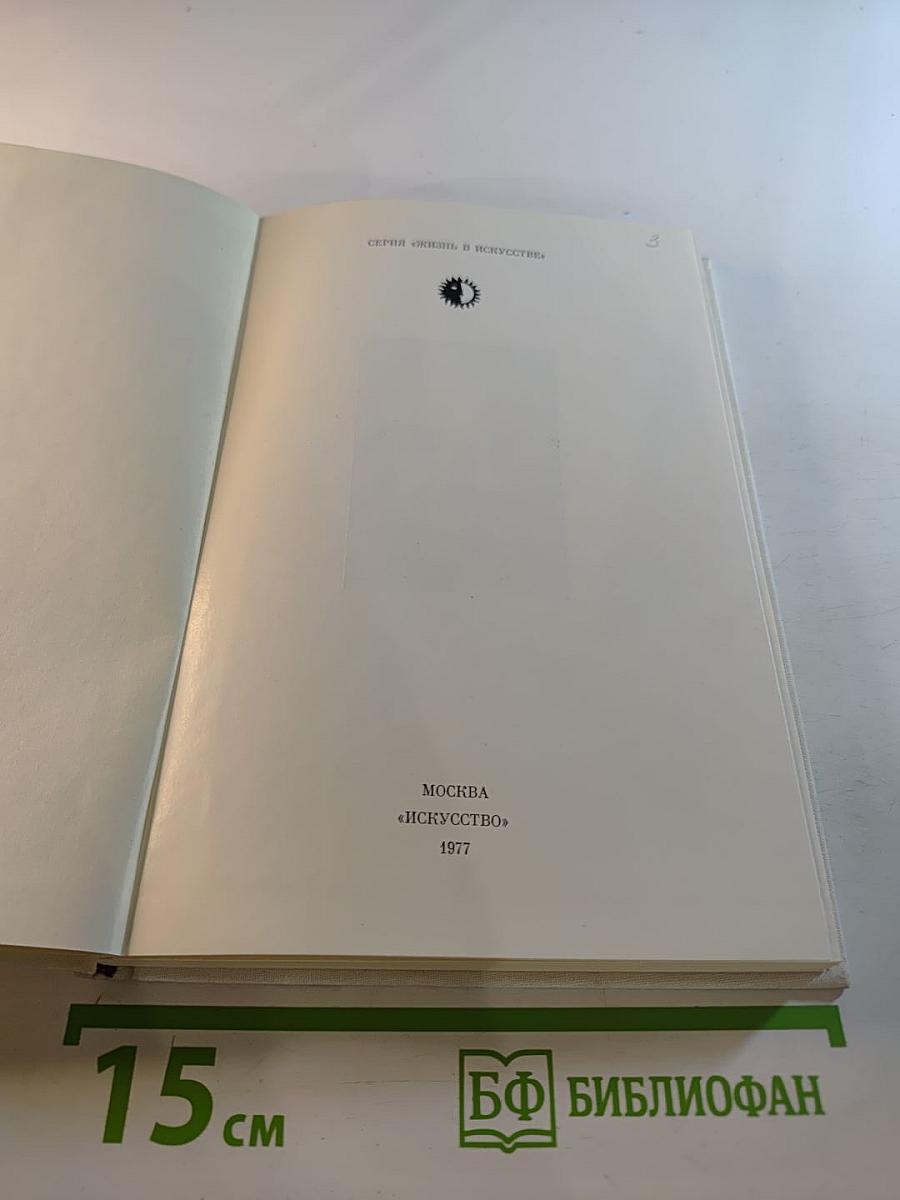 СЕРИЯ «ЖИЗНЬ В ИСКУССТВЕ»
3
МОСКВА
«ИСКУССТВО»
1977
15 см
БФ БИБЛИОФАН